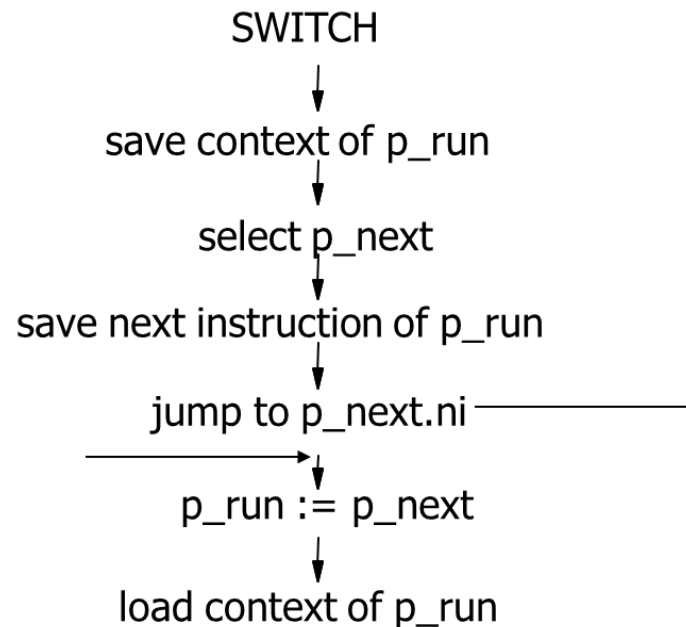 SWITCH
save context of p_run
select p_next
save next instruction of p_run
jump to p_next.ni
p_run := p_next
load context of p_run